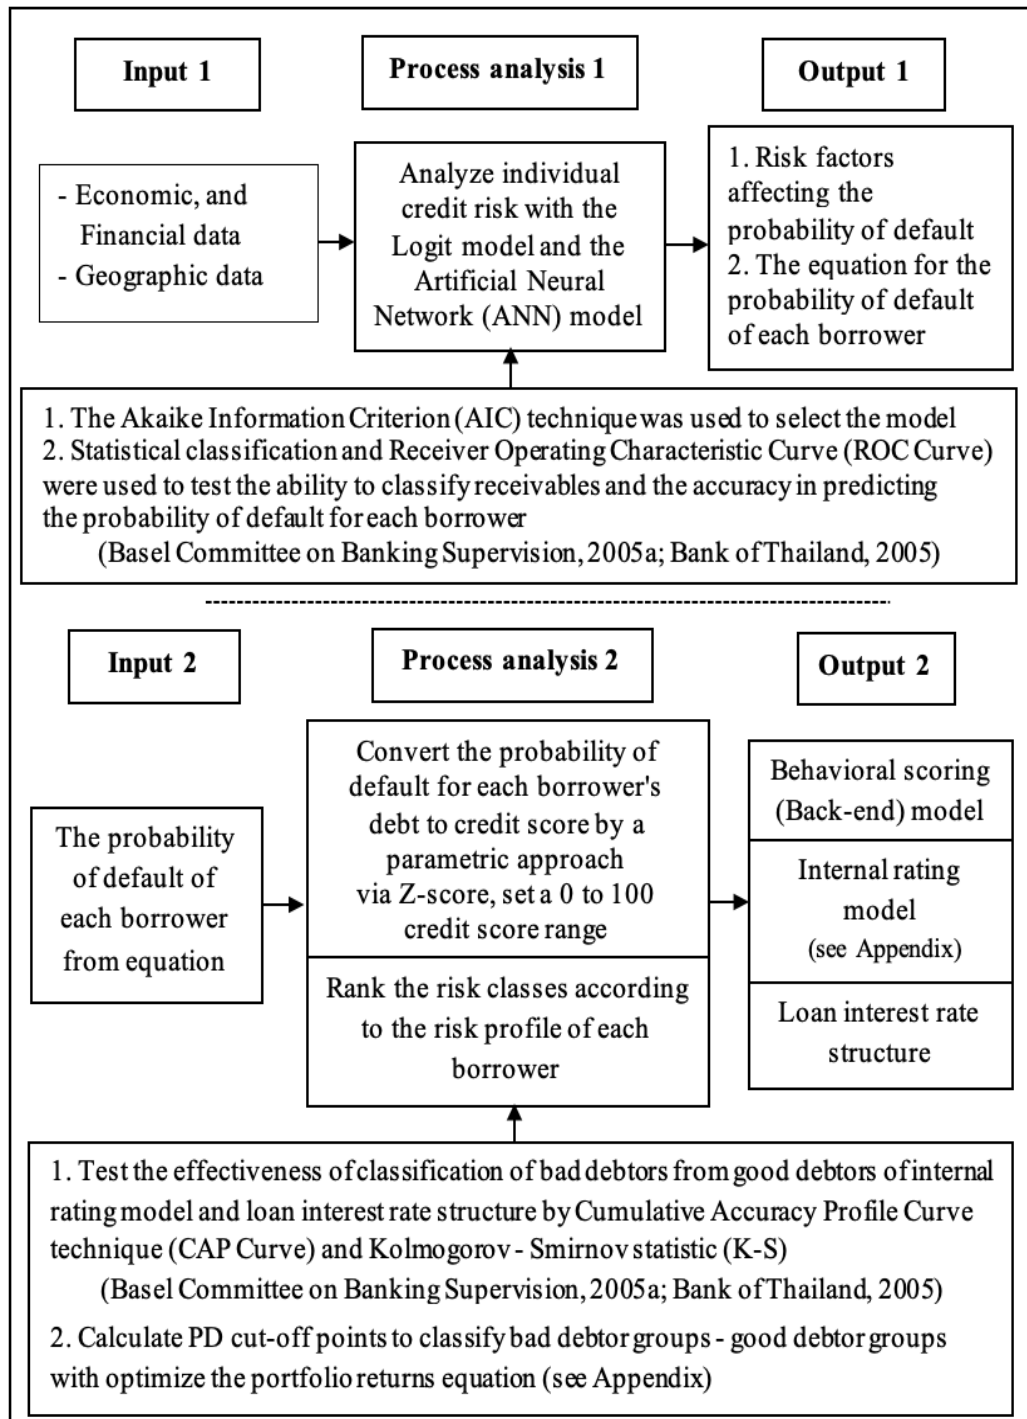 Input 1
Process analysis 1
Output 1
- Economic, and
Financial data
- Geographic data
Analyze individual
credit risk with the
Logit model and the
Artificial Neural
Network (ANN) model
1. Risk factors
affecting the
probability of default
2. The equation for the
probability of default
of each borrower
1. The Akaike Information Criterion (AIC) technique was used to select the model
2. Statistical classification and Receiver Operating Characteristic Curve (ROC Curve)
were used to test the ability to classify receivables and the accuracy in predicting
the probability of default for each borrower
(Basel Committee on Banking Supervision, 2005a; Bank of Thailand, 2005)
Input 2
Process analysis 2
Output 2
The probability
of default of
each borrower
from equation
Convert the probability of
default for each borrower's
debt to credit score by a
parametric approach
via Z-score, set a 0 to 100
credit score range
Rank the risk classes according
to the risk profile of each
borrower
Behavioral scoring
(Back-end) model
Internal rating
model
(see Appendix)
Loan interest rate
structure
1. Test the effectiveness of classification of bad debtors from good debtors of internal
rating model and loan interest rate structure by Cumulative Accuracy Profile Curve
technique (CAP Curve) and Kolmogorov - Smirnov statistic (K-S)
(Basel Committee on Banking Supervision, 2005a; Bank of Thailand, 2005)
2. Calculate PD cut-off points to classify bad debtor groups - good debtor groups
with optimize the portfolio returns equation (see Appendix)